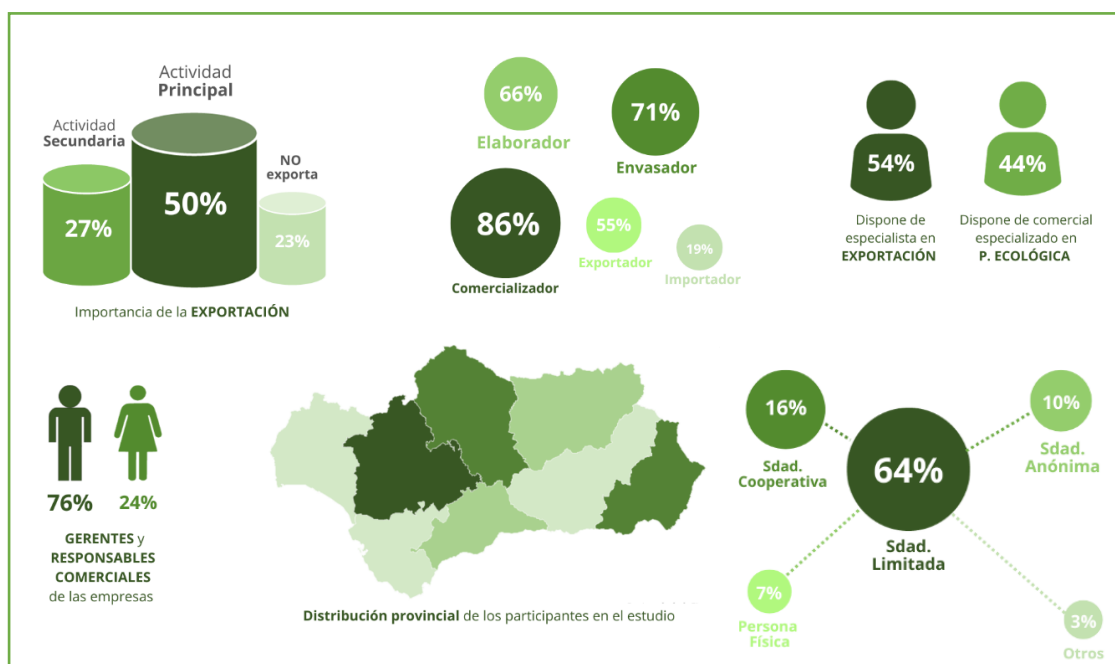 Actividad
Principal
Actividad
Secundaria
NO
exporta
27%
50%
23%
Importancia de la EXPORTACIÓN
66%
Elaborador
71%
Envasador
86%
Comercializador
55%
Exportador
19%
Importador
54%
Dispone de
especialista en
EXPORTACIÓN
44%
Dispone de comercial
especializado en
P. ECOLÓGICA
76%
24%
GERENTES y
RESPONSABLES
COMERCIALES
de las empresas
Distribución provincial de los participantes en el estudio
16%
Sdad.
Cooperativa
10%
Sdad.
Anónima
64%
Sdad.
Limitada
7%
Persona
Física
3%
Otros